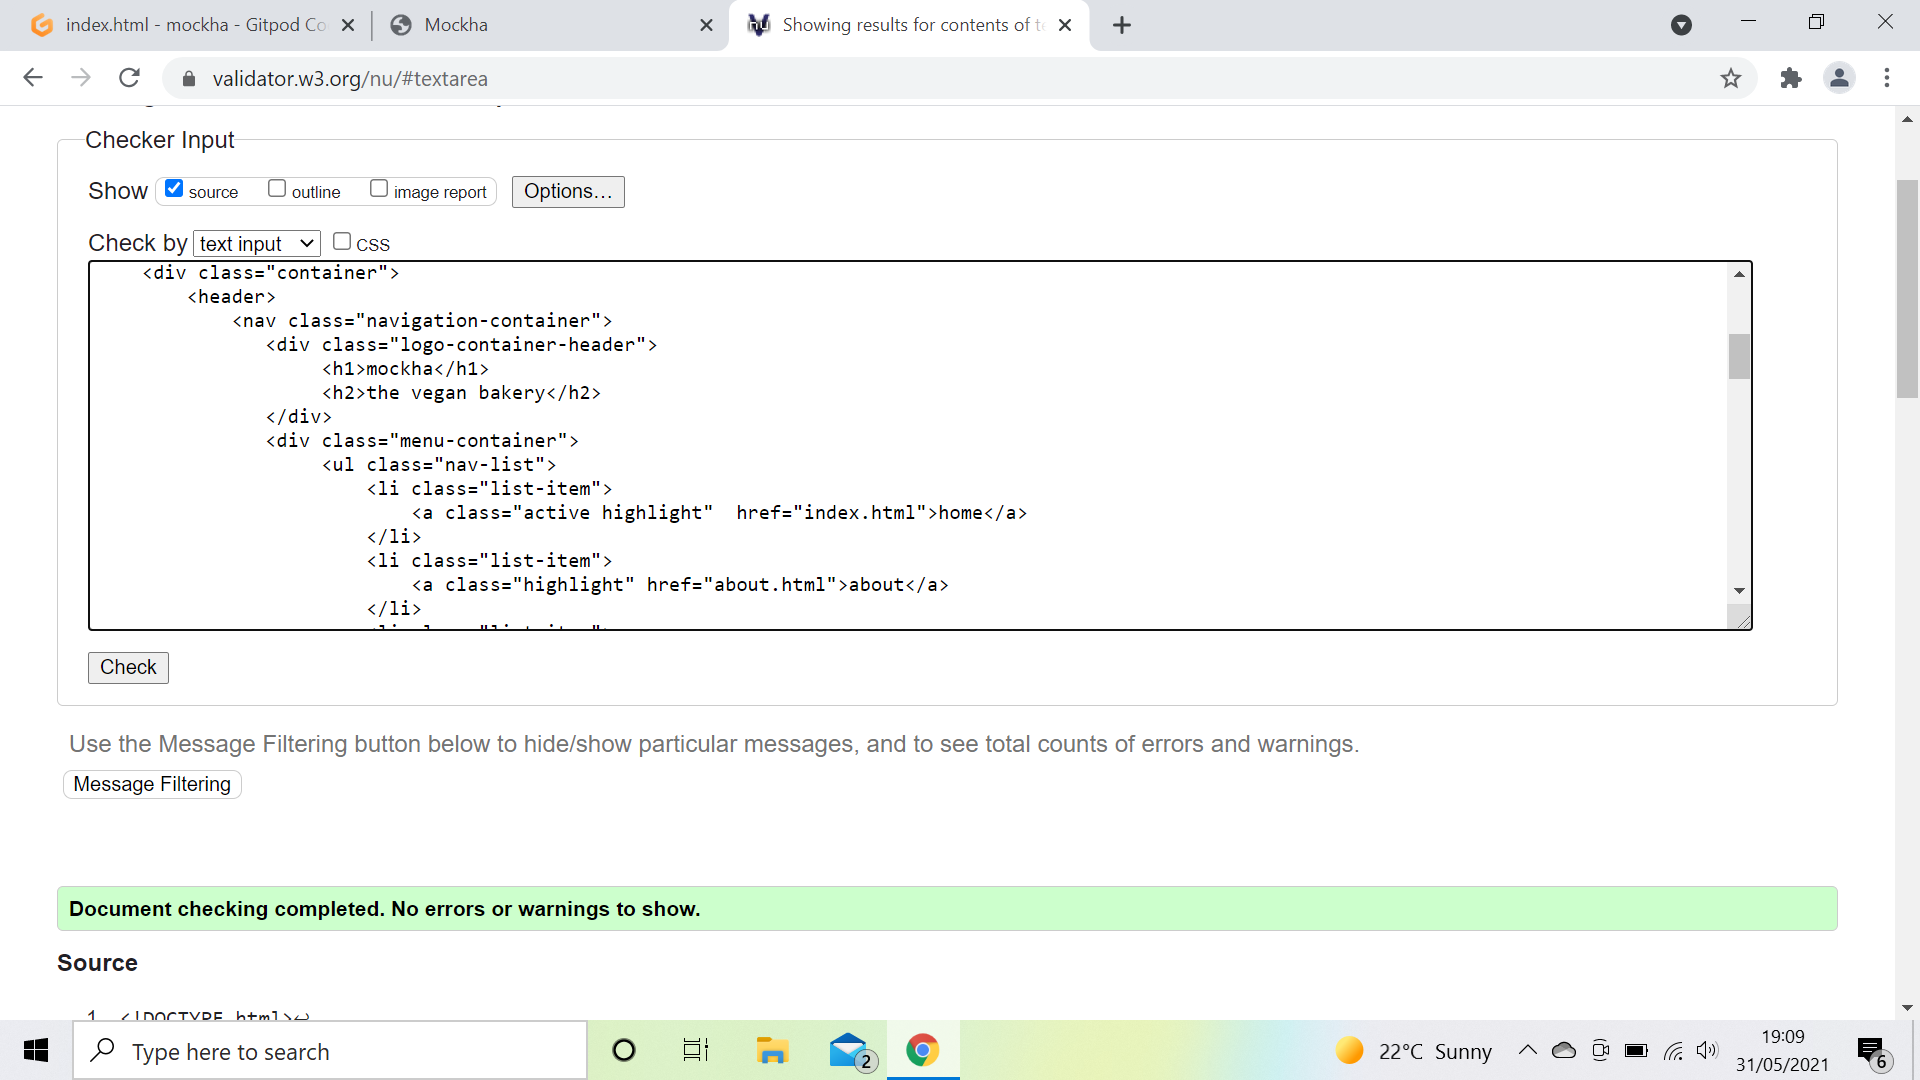 index.html - mockha - Gitpod Co
Mockha
Showing results for contents of te
validator.w3.org/nu/#textarea
Checker Input
Show source outline image report Options...
Check by text input CSS
<div class="container">
<header>
<nav class="navigation-container">
<div class="logo-container-header">
<h1>mockha</h1>
<h2>the vegan bakery</h2>
</div>
<div class="menu-container">
<ul class="nav-list">
<li class="list-item">
<a class="active highlight"  href="index.html">home</a>
</li>
<li class="list-item">
<a class="highlight" href="about.html">about</a>
</li>
Check
Use the Message Filtering button below to hide/show particular messages, and to see total counts of errors and warnings.
Message Filtering
Document checking completed. No errors or warnings to show.
Source
1 <!DOCTYPE html>↩
Type here to search
2
22°C Sunny
19:09
31/05/2021
6